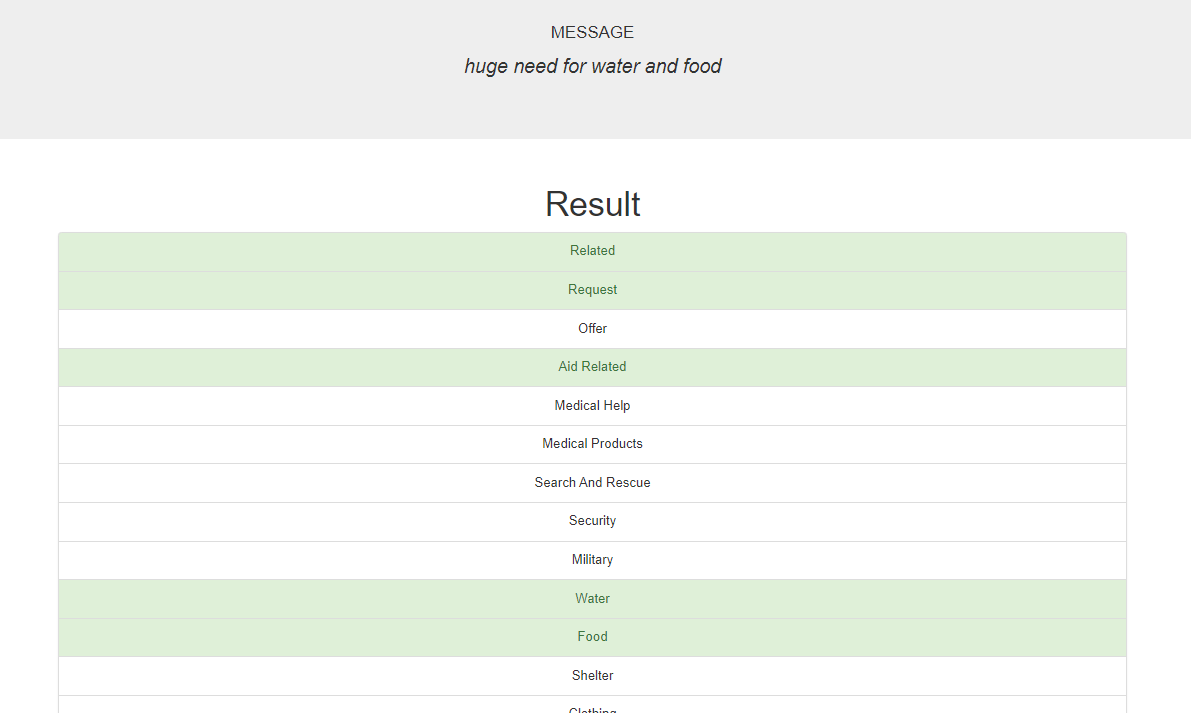 MESSAGE
huge need for water and food
Result
Related
Request
Offer
Aid Related
Medical Help
Medical Products
Search And Rescue
Security
Military
Water
Food
Shelter
Clothing